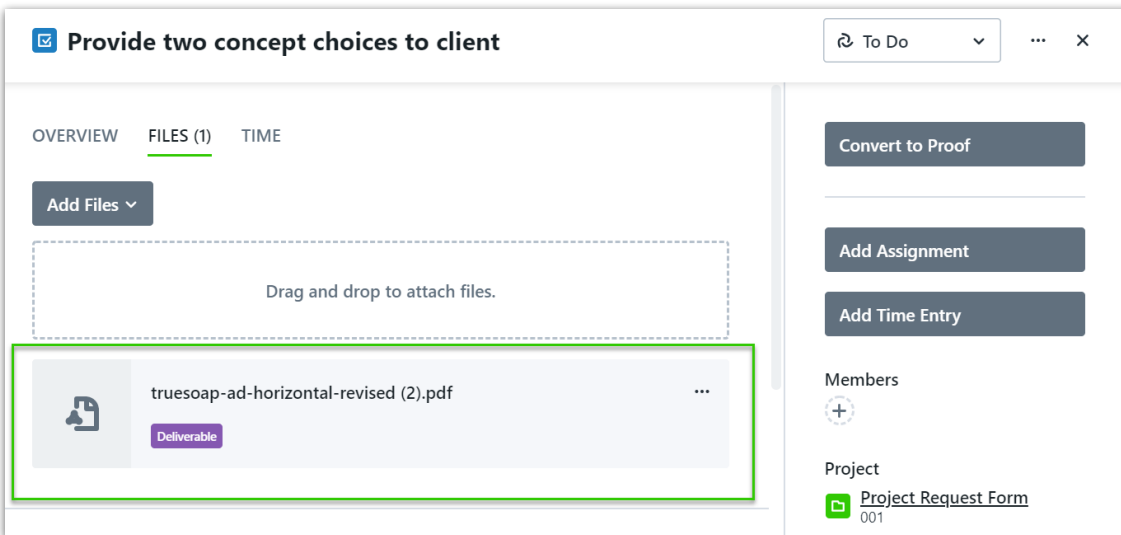 Provide two concept choices to client
To Do
OVERVIEW
FILES (1)
TIME
Add Files
Drag and drop to attach files.
truesoap-ad-horizontal-revised (2).pdf
Deliverable
Convert to Proof
Add Assignment
Add Time Entry
Members
Project
Project Request Form
001